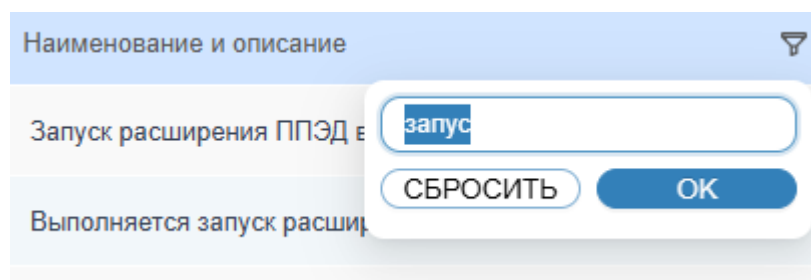 Наименование и описание
Запуск расширения ППЭД в
запус
СБРОСИТЬ OK
Выполняется запуск расшир